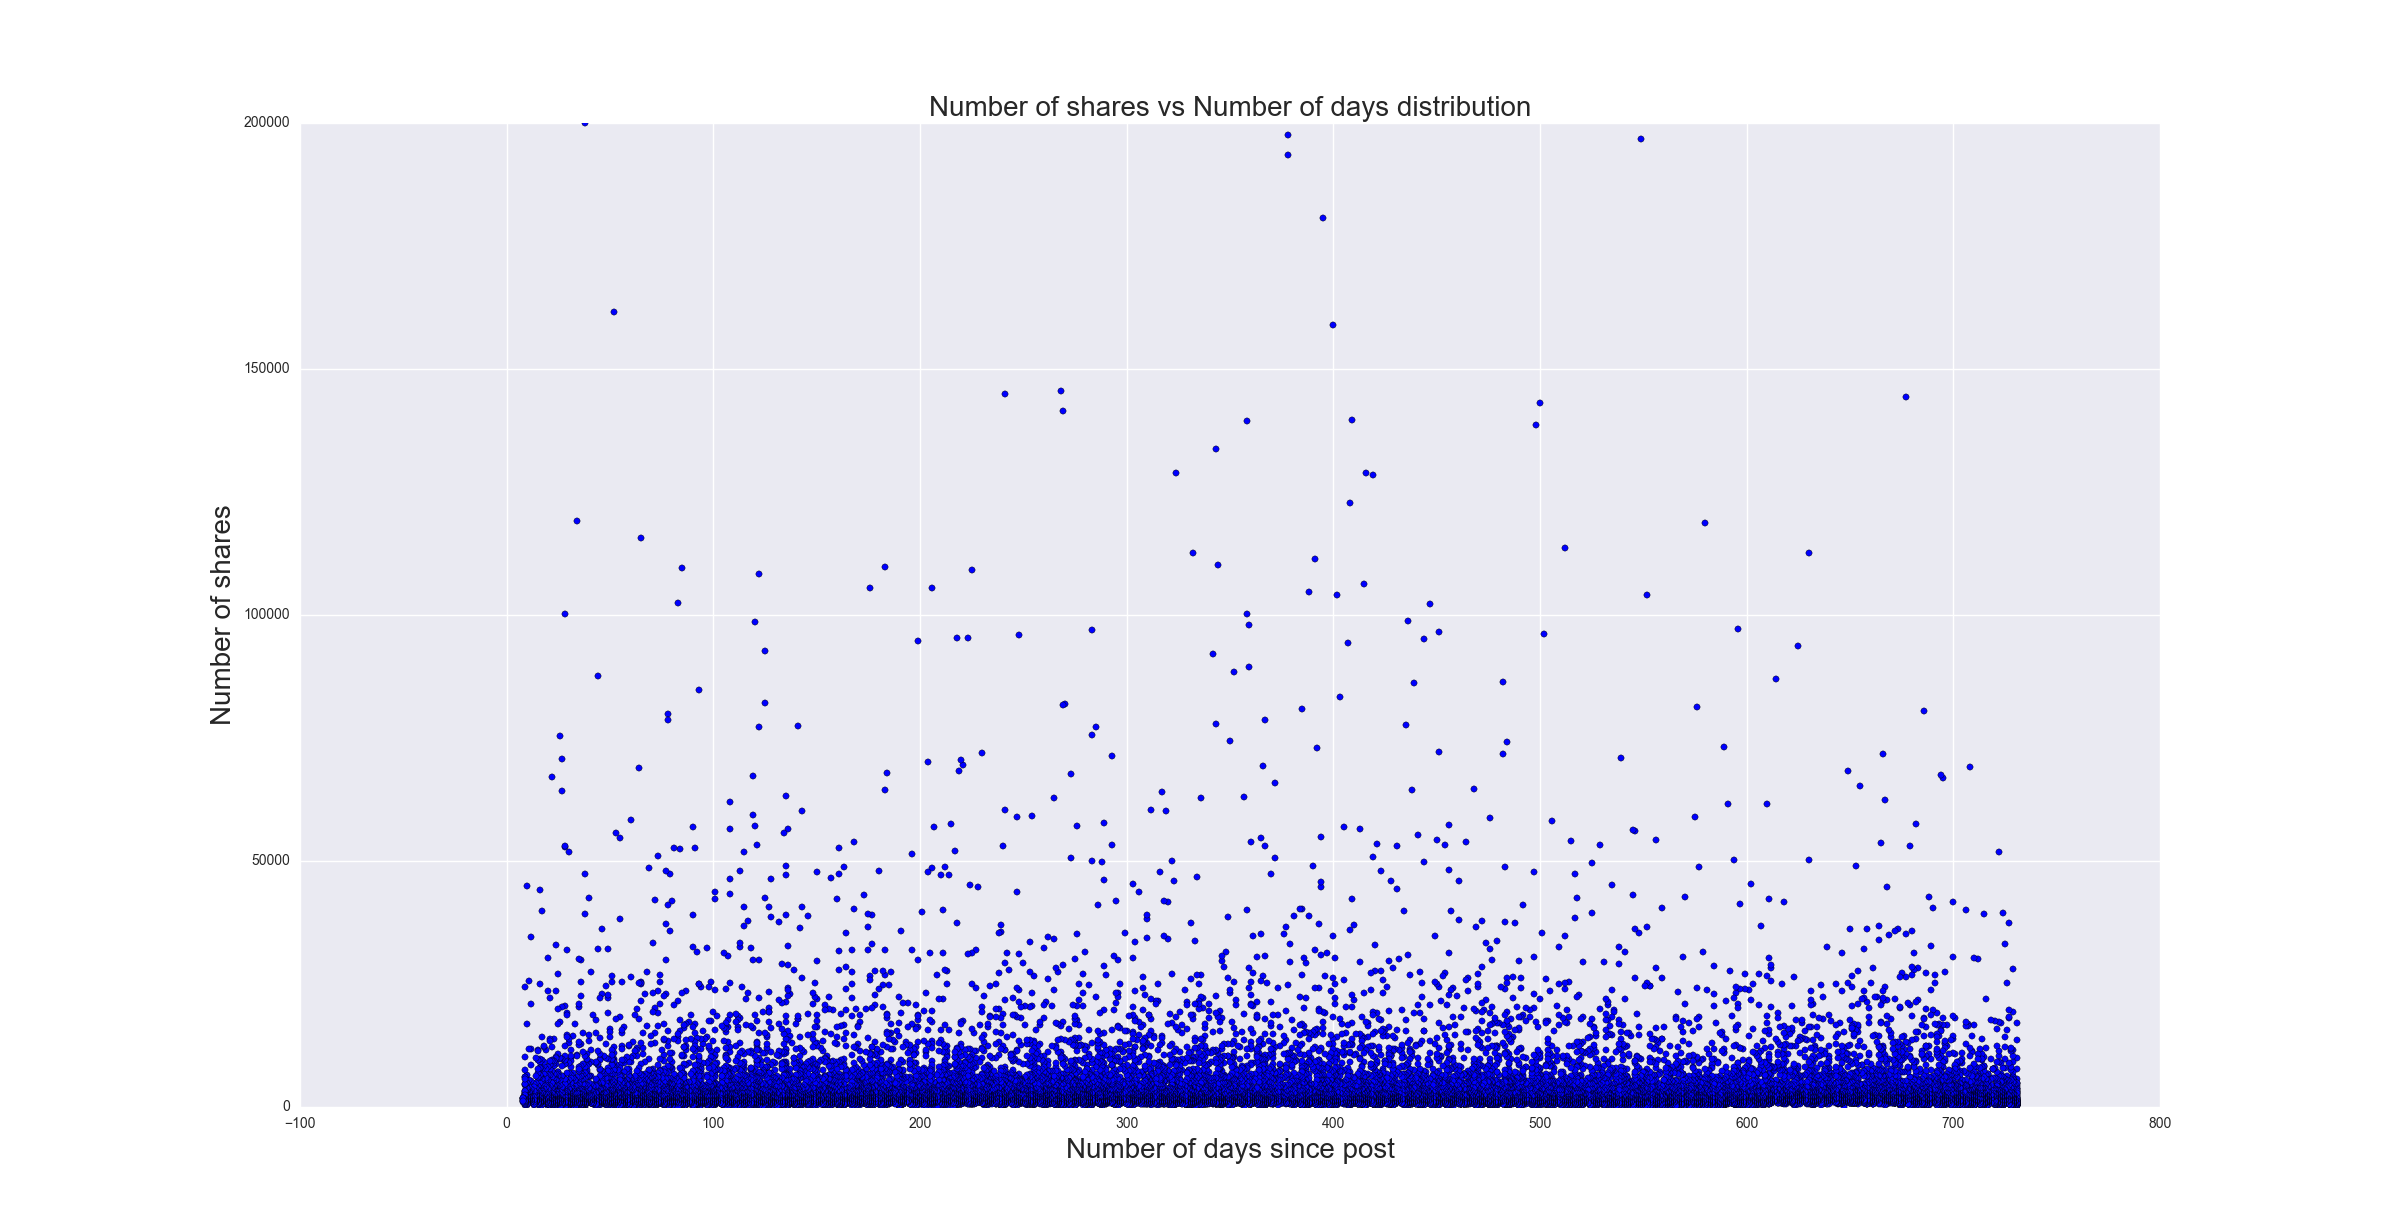 Number of shares vs Number of days distribution
200000
150000
100000
50000
0
Number of shares
−100 0 100 200 300 400 500 600 700 800
Number of days since post